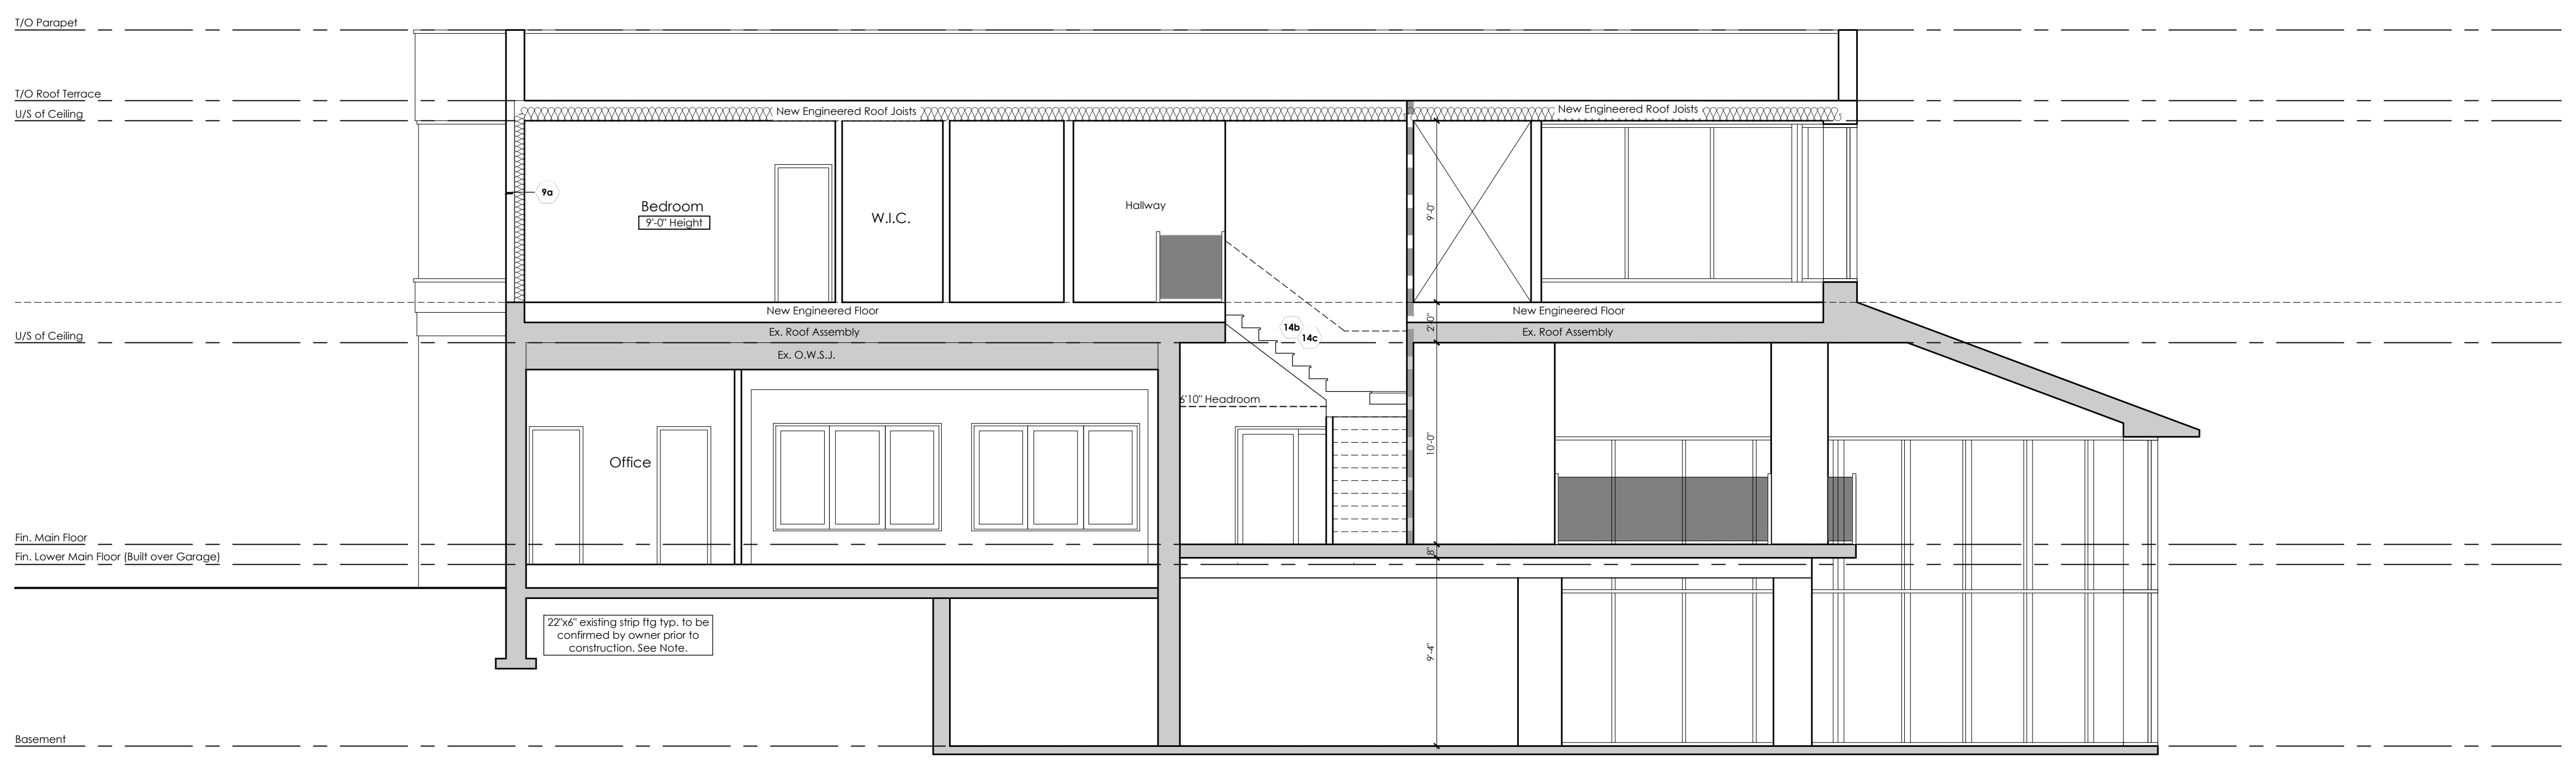 T/O Parapet
T/O Roof Terrace
U/S of Ceiling
New Engineered Roof Joists
New Engineered Roof Joists
9a
Bedroom
9'-0" Height
W.I.C.
Hallway
9'-0"
New Engineered Floor
New Engineered Floor
U/S of Ceiling
Ex. Roof Assembly
Ex. Roof Assembly
14b
14c
2'-0"
Ex. O.W.S.J.
6'10" Headroom
Office
10'-0"
Fin. Main Floor
Fin. Lower Main Floor (Built over Garage)
8"
22"x6" existing strip ftg typ. to be
confirmed by owner prior to
construction. See Note.
9'-4"
Basement